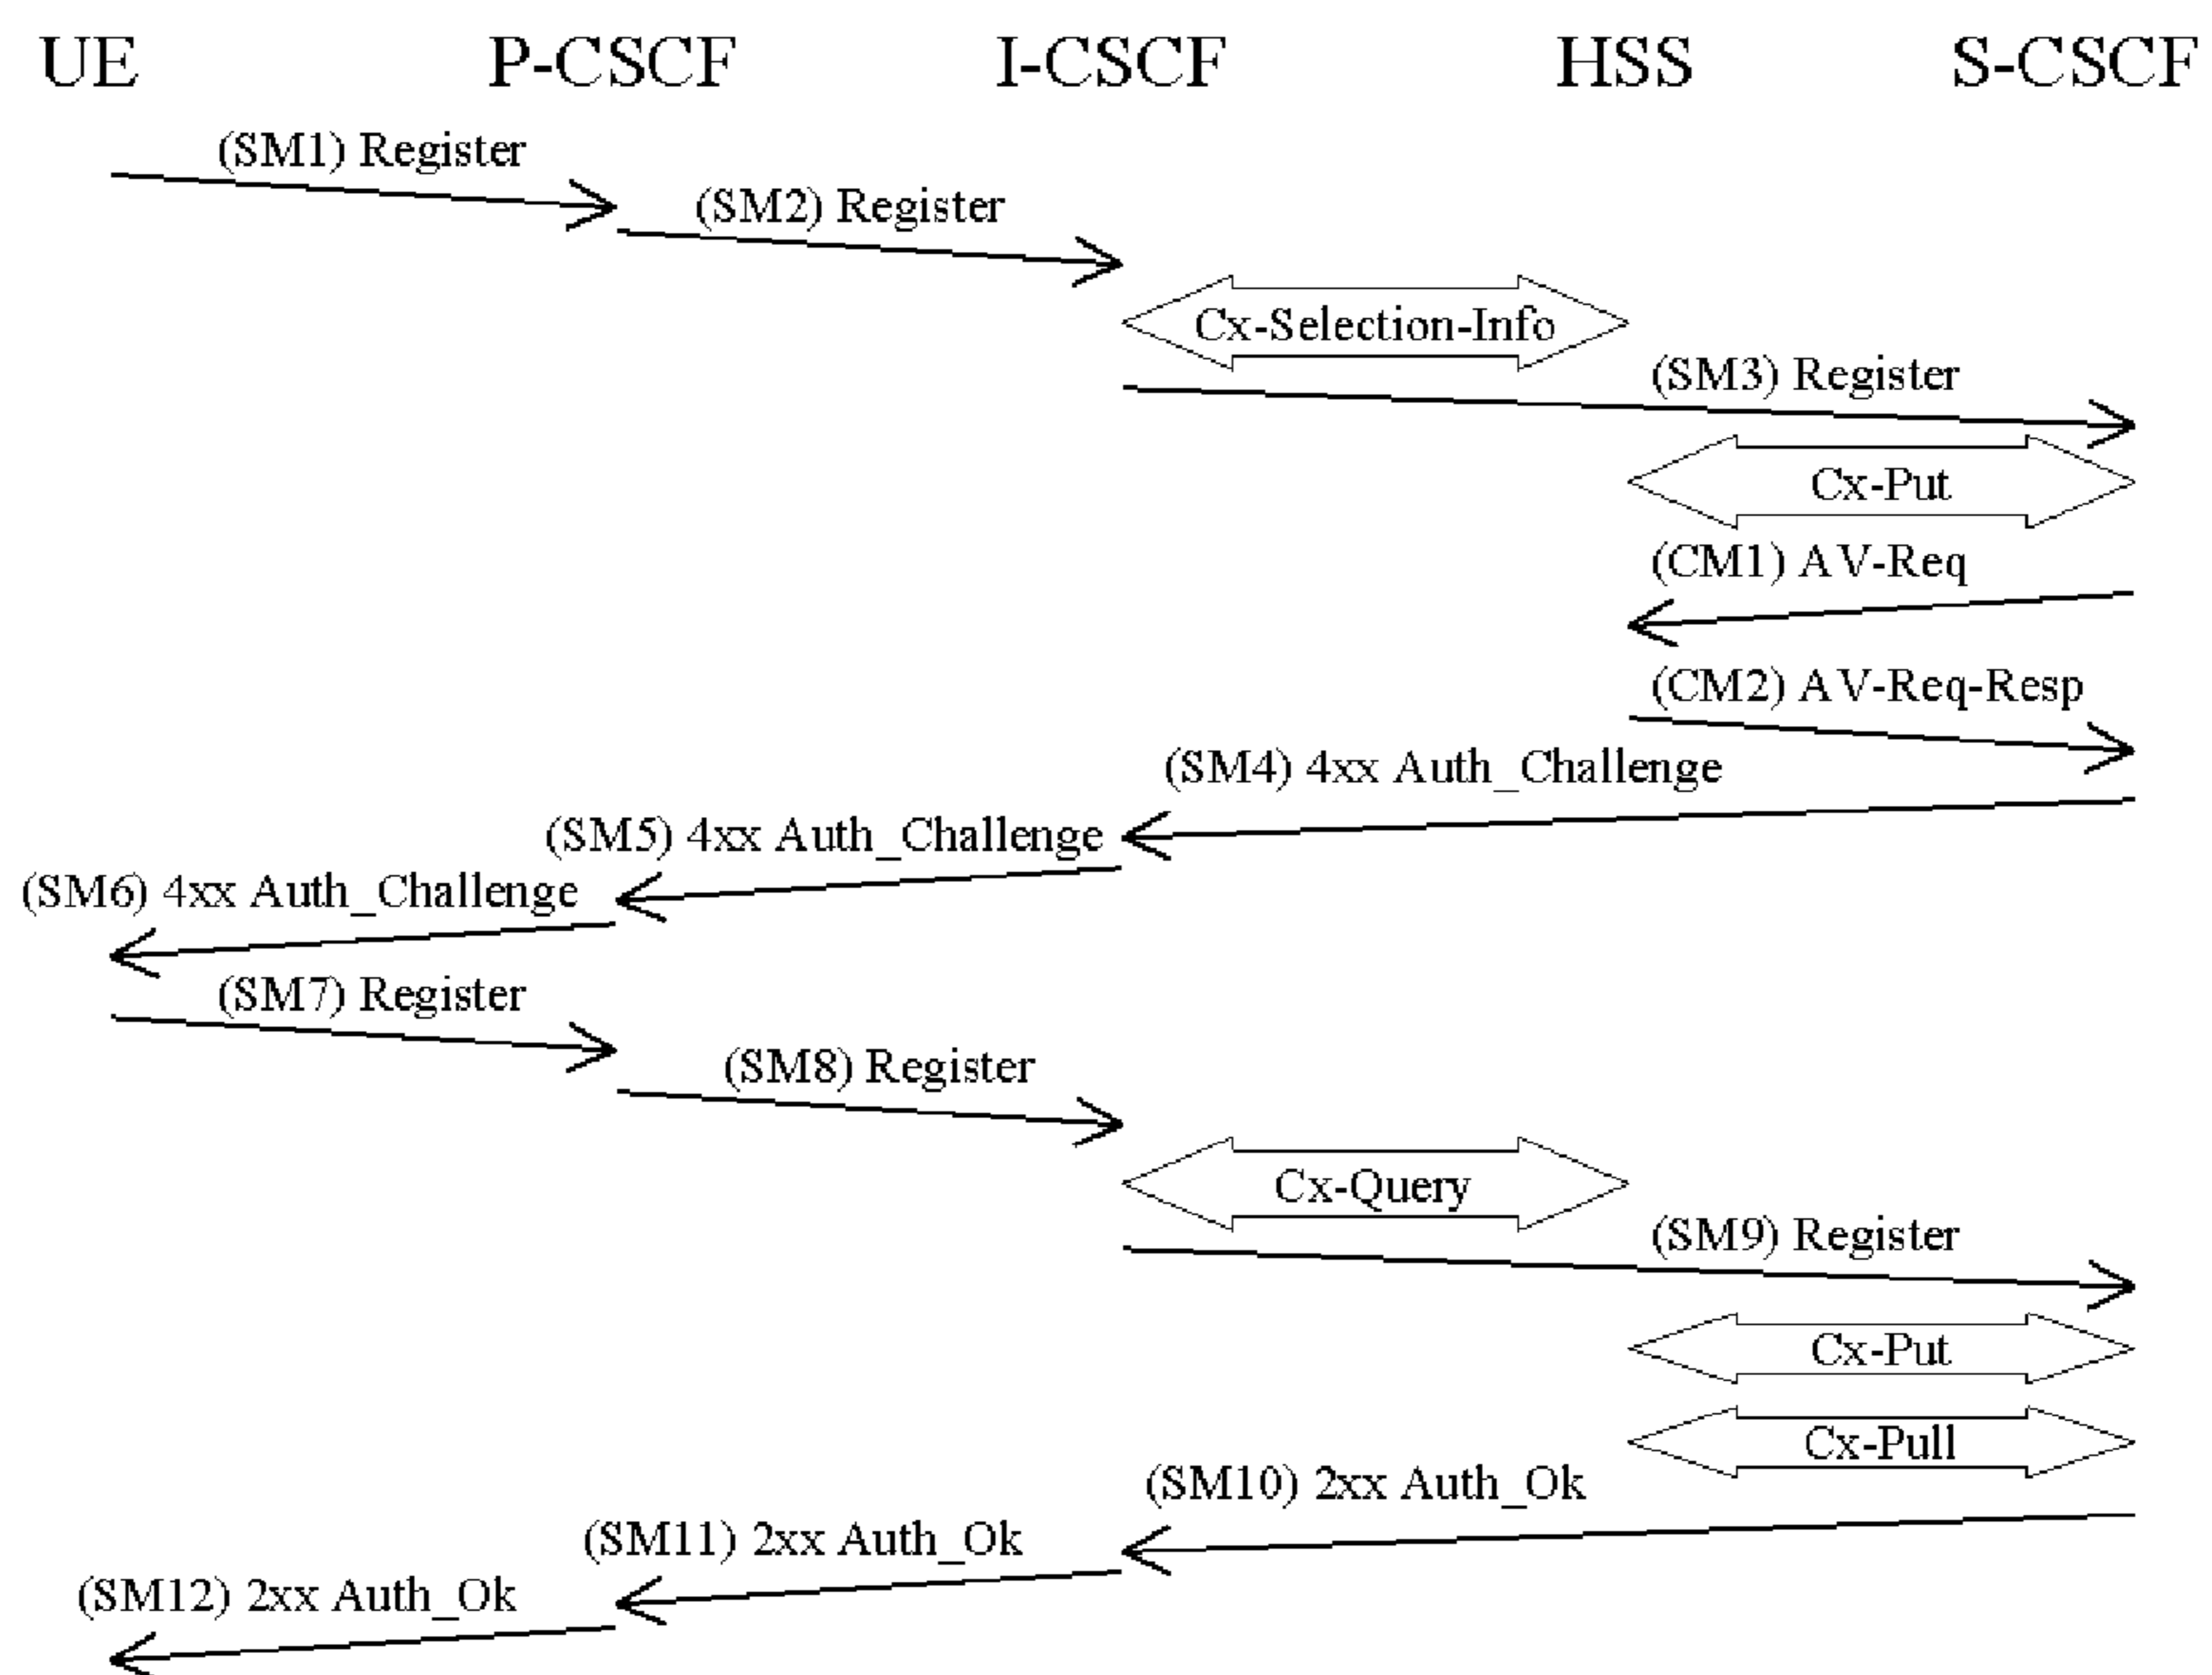 UE P-CSCF I-CSCF HSS S-CSCF
(SM1) Register
(SM2) Register
Cx-Selection-Info
(SM3) Register
Cx-Put
(CM1) AV-Req
(CM2) AV-Req-Resp
(SM4) 4xx Auth_Challenge
(SM5) 4xx Auth_Challenge
(SM6) 4xx Auth_Challenge
(SM7) Register
(SM8) Register
Cx-Query
(SM9) Register
Cx-Put
Cx-Pull
(SM10) 2xx Auth_Ok
(SM11) 2xx Auth_Ok
(SM12) 2xx Auth_Ok